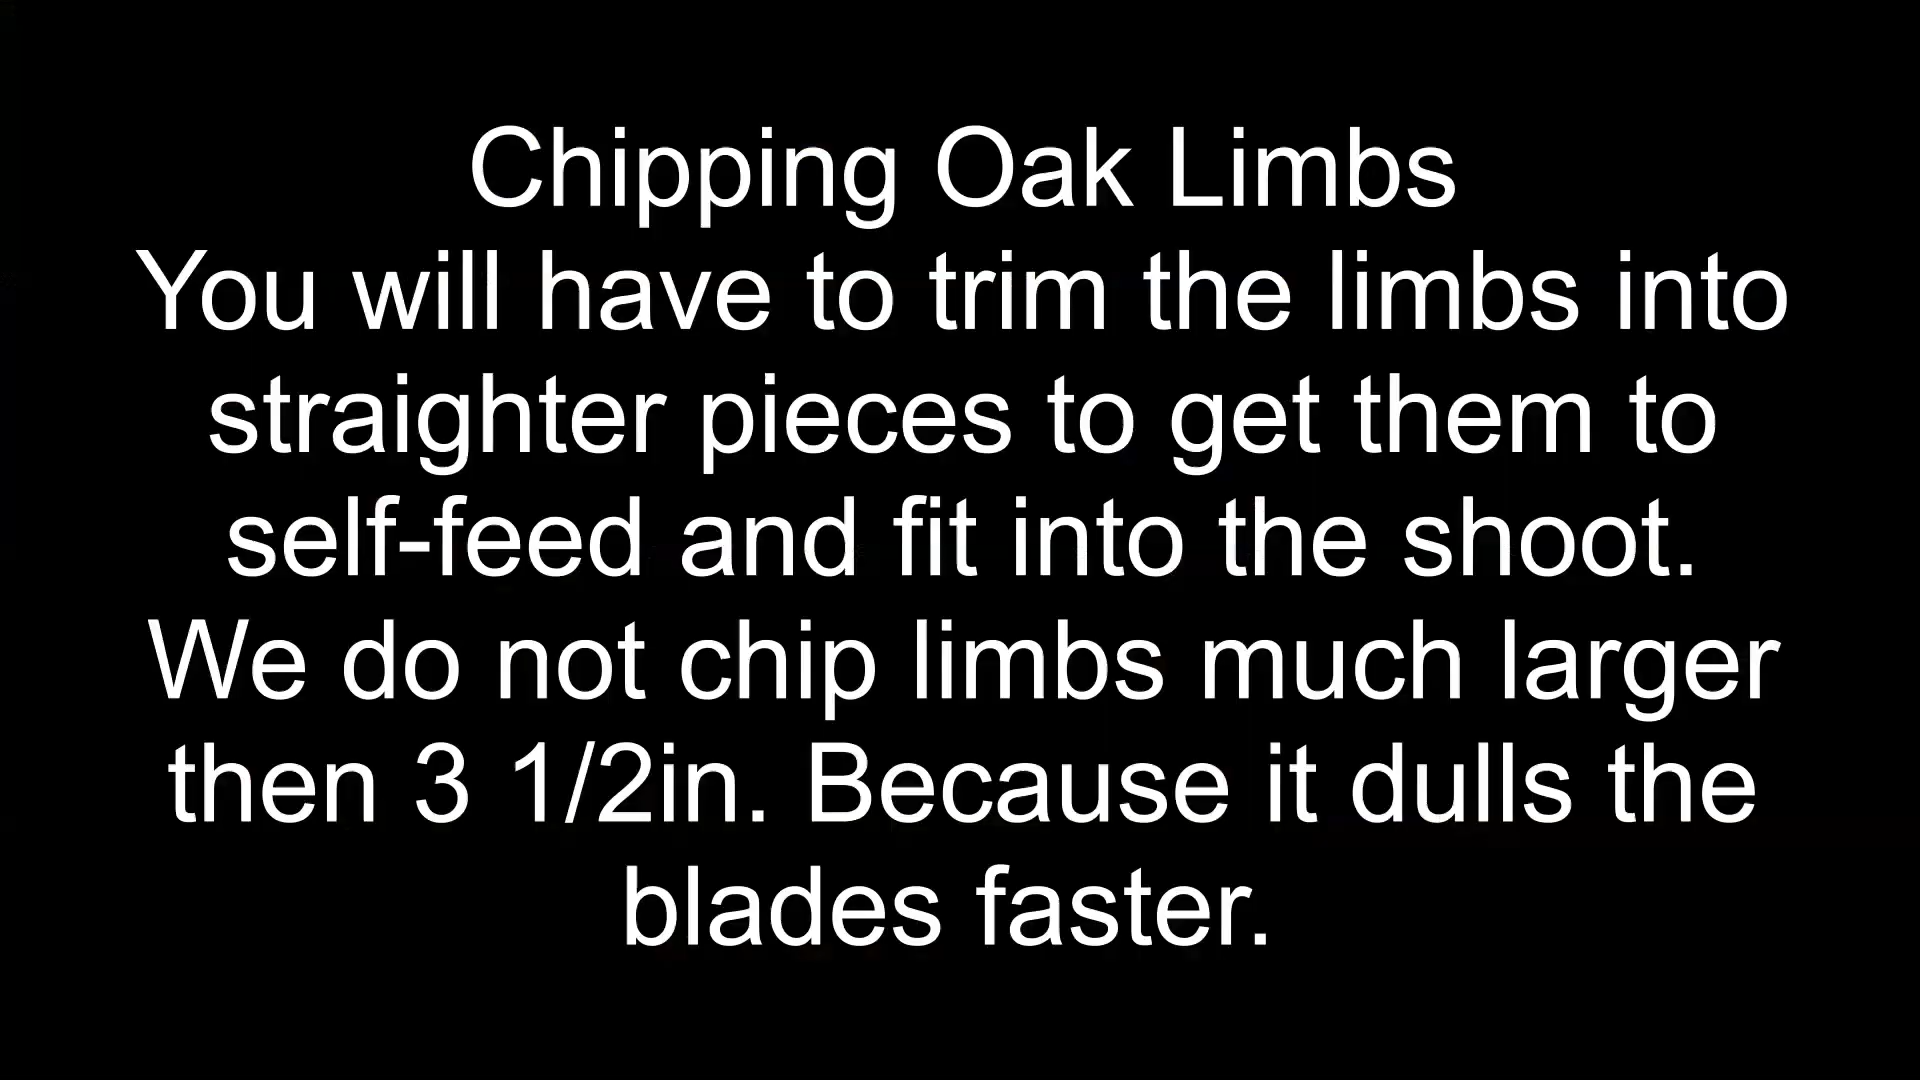 Chipping Oak Limbs
You will have to trim the limbs into
straighter pieces to get them to
self-feed and fit into the shoot.
We do not chip limbs much larger
then 3 1/2in. Because it dulls the
blades faster.